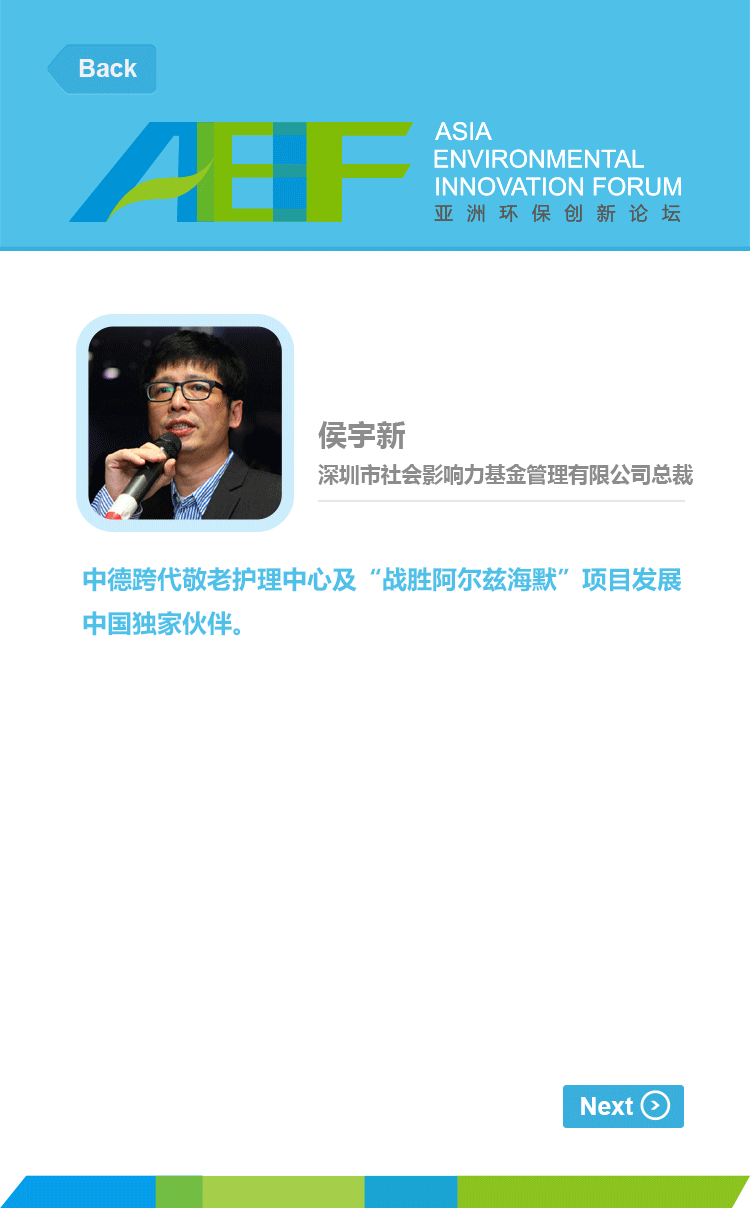 Back
AEIF
ASIA
ENVIRONMENTAL
INNOVATION FORUM
亚洲环保创新论坛
侯宇新
深圳市社会影响力基金管理有限公司总裁
中德跨代敬老护理中心及“战胜阿尔兹海默”项目发展
中国独家伙伴。
Next